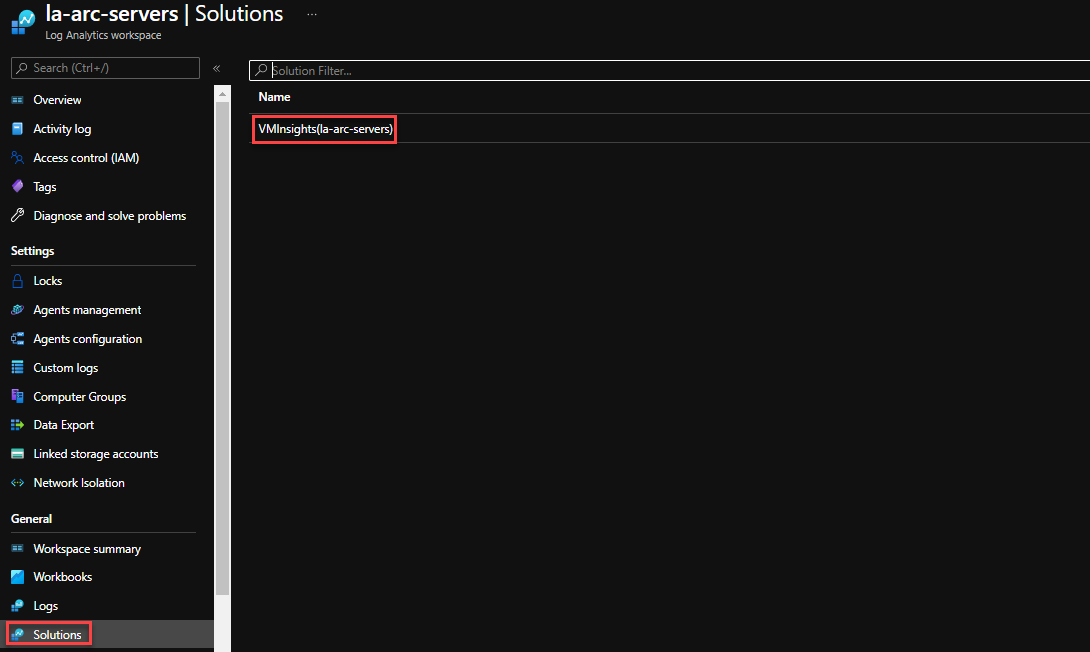 la-arc-servers | Solutions ...
Log Analytics workspace
Search (Ctrl+/)
«
Overview
Activity log
Access control (IAM)
Tags
Diagnose and solve problems
Settings
Locks
Agents management
Agents configuration
Custom logs
Computer Groups
Data Export
Linked storage accounts
Network Isolation
General
Workspace summary
Workbooks
Logs
Solutions
Solution Filter...
Name
VMInsights(la-arc-servers)